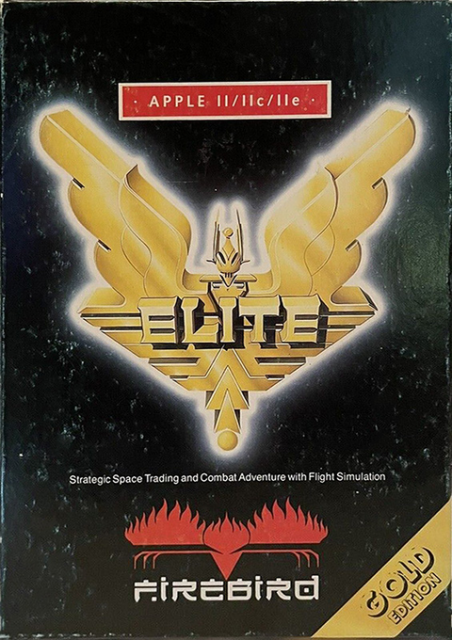 · APPLE II/IIc/IIe ·
ELITE
Strategic Space Trading and Combat Adventure with Flight Simulation
FIREBIRD
GOLD
EDITION